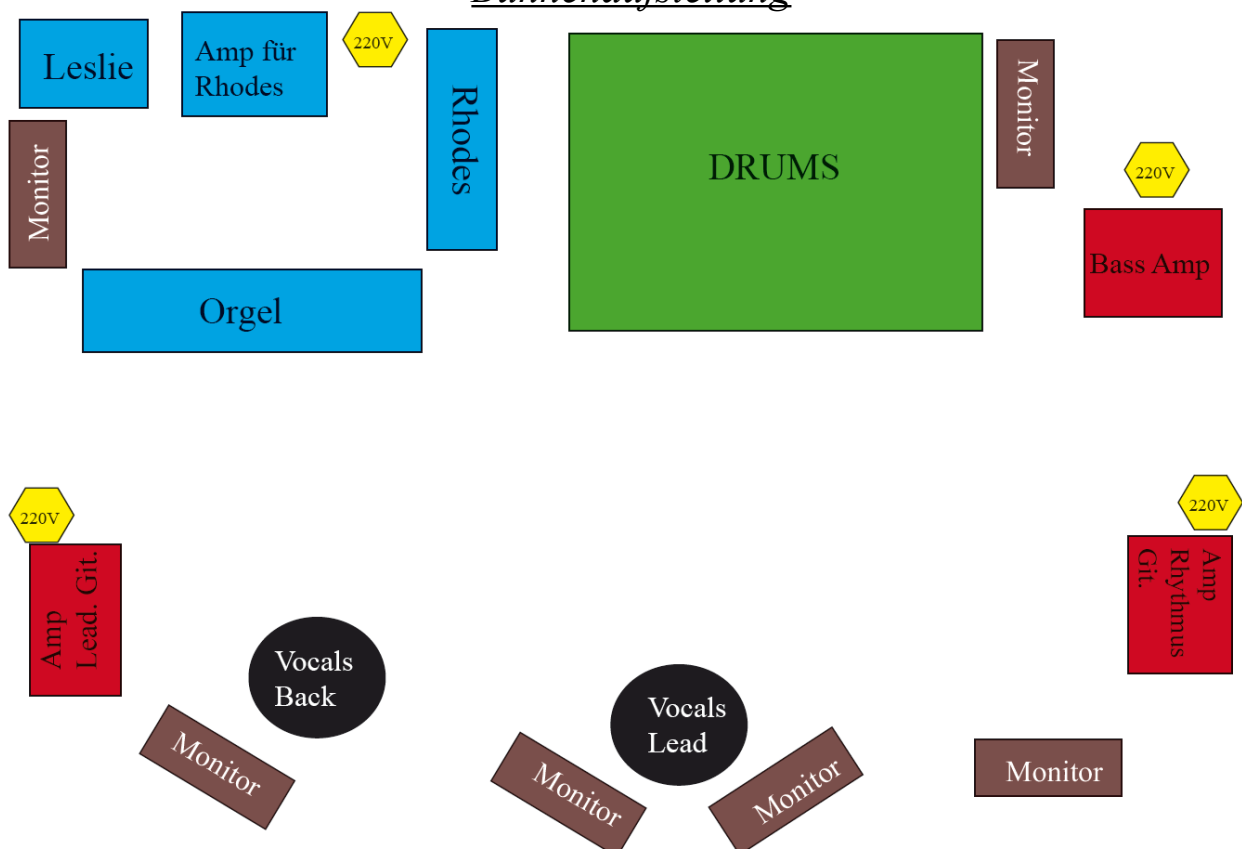 Bühnenaufstellung
Leslie
Amp für
Rhodes
220V
Rhodes
DRUMS
Monitor
220V
Monitor
Bass Amp
Orgel
220V
Amp
Lead. Git.
220V
Amp
Rhythmus
Git.
Vocals
Back
Vocals
Lead
Monitor
Monitor
Monitor
Monitor